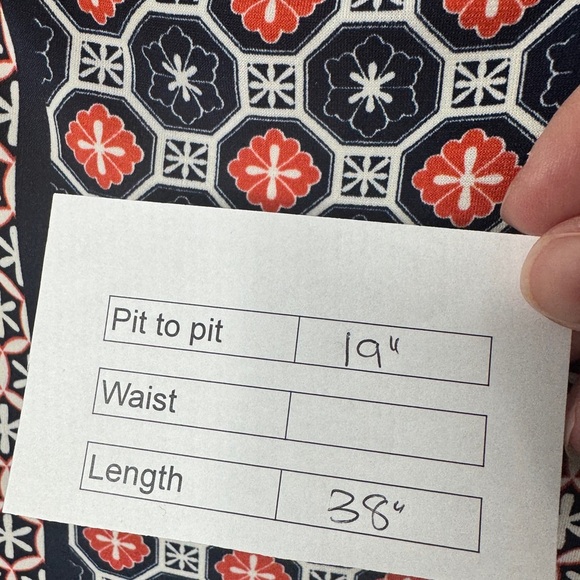 Pit to pit 19"
Waist
Length 38"